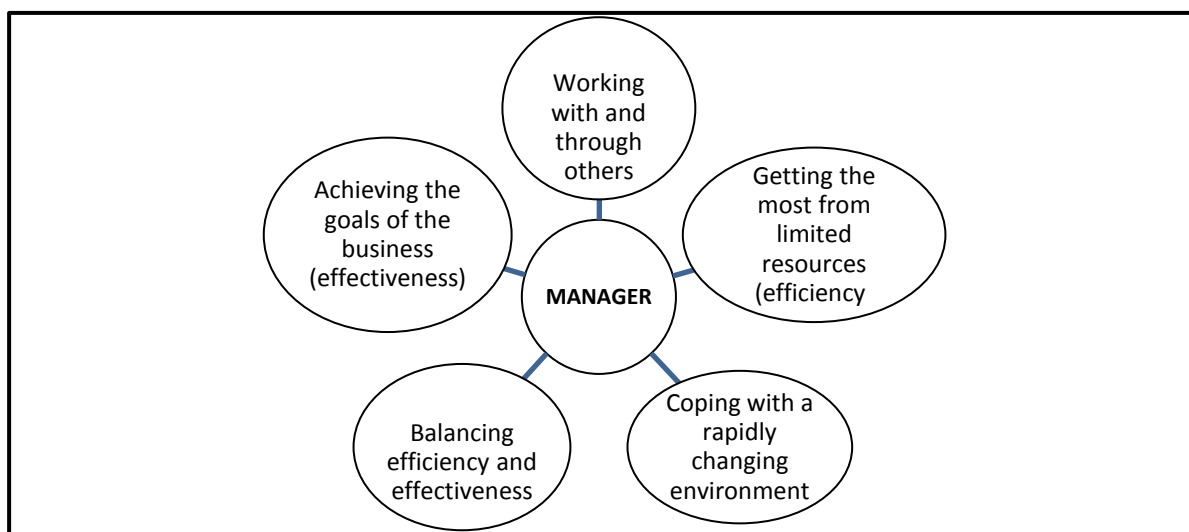 Working
with and
through
others
Achieving the
goals of the
business
(effectiveness)
Getting the
most from
limited
resources
(efficiency
MANAGER
Balancing
efficiency and
effectiveness
Coping with a
rapidly
changing
environment